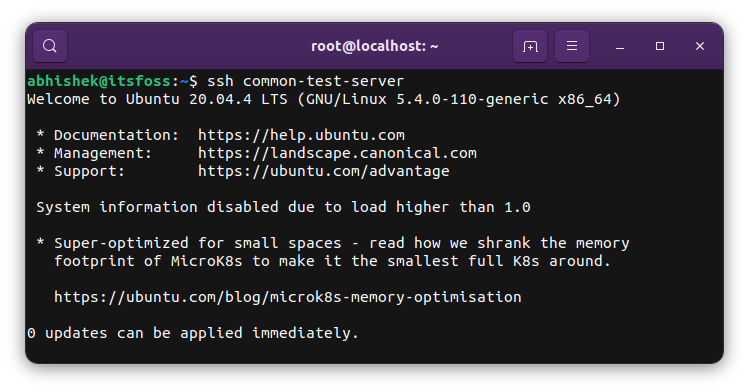 root@localhost: ~
abhishek@itsfoss:~$ ssh common-test-server
Welcome to Ubuntu 20.04.4 LTS (GNU/Linux 5.4.0-110-generic x86_64)
* Documentation:  https://help.ubuntu.com
* Management:     https://landscape.canonical.com
* Support:        https://ubuntu.com/advantage
System information disabled due to load higher than 1.0
* Super-optimized for small spaces - read how we shrank the memory
footprint of MicroK8s to make it the smallest full K8s around.
https://ubuntu.com/blog/microk8s-memory-optimisation
0 updates can be applied immediately.